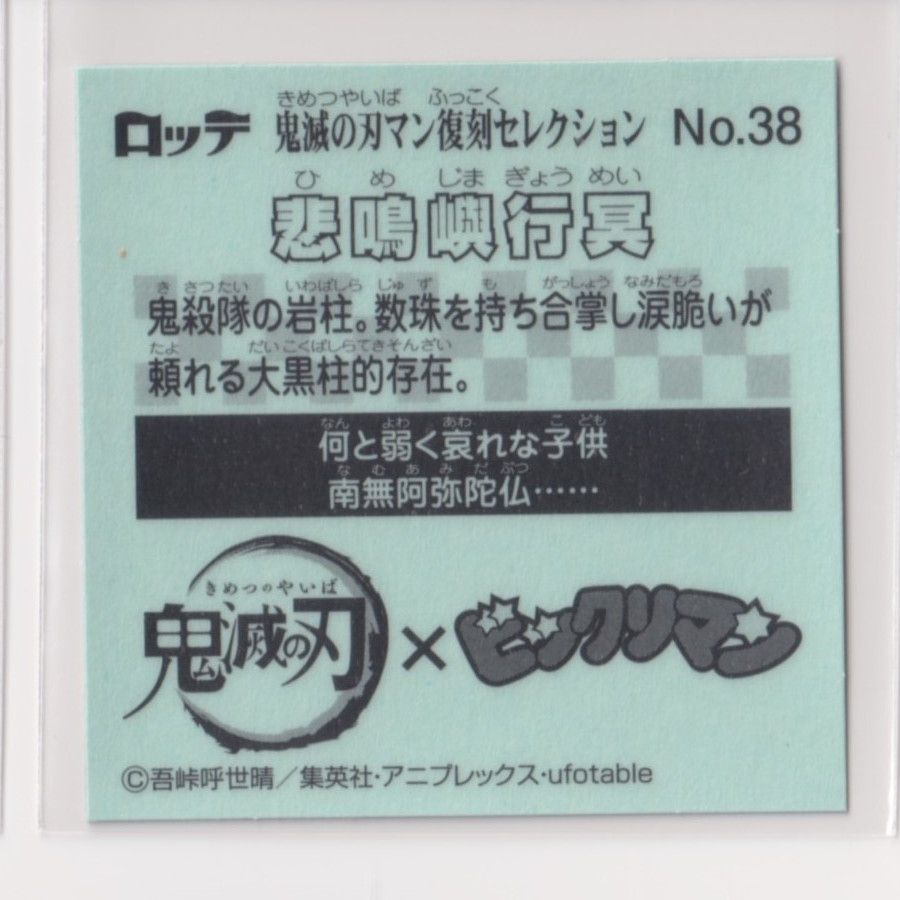 きめつやいば ふっこく
ロッテ 鬼滅の刃マン復刻セレクション No.38
ひめじまぎょうめい
悲鳴嶼行冥
きさつたい いわばしら じゅず も がっしょう なみだもろ
鬼殺隊の岩柱。数珠を持ち合掌し涙脆いが
たよ だいこくばしらてきそんざい
頼れる大黒柱的存在。
なん よわ あわ こども
何と弱く哀れな子供
なむあみだぶつ
南無阿弥陀仏……
きめつのやいば
鬼滅の刃 × ビックリマン
©吾峠呼世晴／集英社・アニプレックス・ufotable